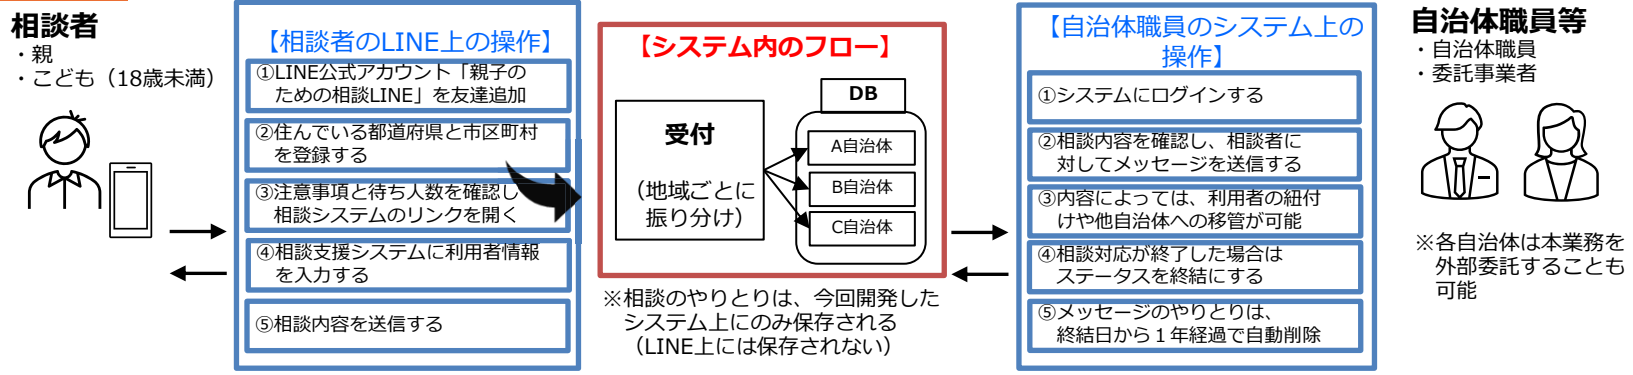 相談者
・親
・こども（18歳未満）
【相談者のLINE上の操作】
①LINE公式アカウント「親子の
ための相談LINE」を友達追加
②住んでいる都道府県と市区町村
を登録する
③注意事項と待ち人数を確認し
相談システムのリンクを開く
④相談支援システムに利用者情報
を入力する
⑤相談内容を送信する
【システム内のフロー】
受付
（地域ごとに
振り分け）
DB
A自治体
B自治体
C自治体
※相談のやりとりは、今回開発した
システム上にのみ保存される
（LINE上には保存されない）
【自治体職員のシステム上の
操作】
①システムにログインする
②相談内容を確認し、相談者に
対してメッセージを送信する
③内容によっては、利用者の紐付
けや他自治体への移管が可能
④相談対応が終了した場合は
ステータスを終結にする
⑤メッセージのやりとりは、
終結日から１年経過で自動削除
自治体職員等
・自治体職員
・委託事業者
※各自治体は本業務を
外部委託することも
可能